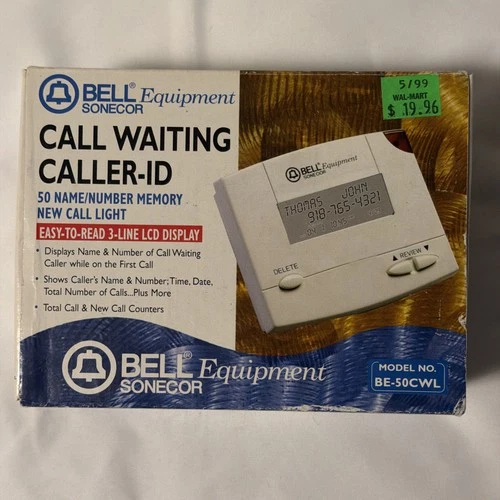 BELL® Equipment
SONECOR
5/99
WAL-MART
$ 19.96
CALL WAITING
CALLER-ID
50 NAME/NUMBER MEMORY
NEW CALL LIGHT
EASY-TO-READ 3-LINE LCD DISPLAY
• Displays Name & Number of Call Waiting
Caller while on the First Call
• Shows Caller's Name & Number; Time, Date,
Total Number of Calls...Plus More
• Total Call & New Call Counters
BELL® Equipment
SONECOR
THOMAS JOHN
918-765-4321
DELETE
▲ REVIEW ▼
BELL® Equipment
SONECOR
MODEL NO.
BE-50CWL